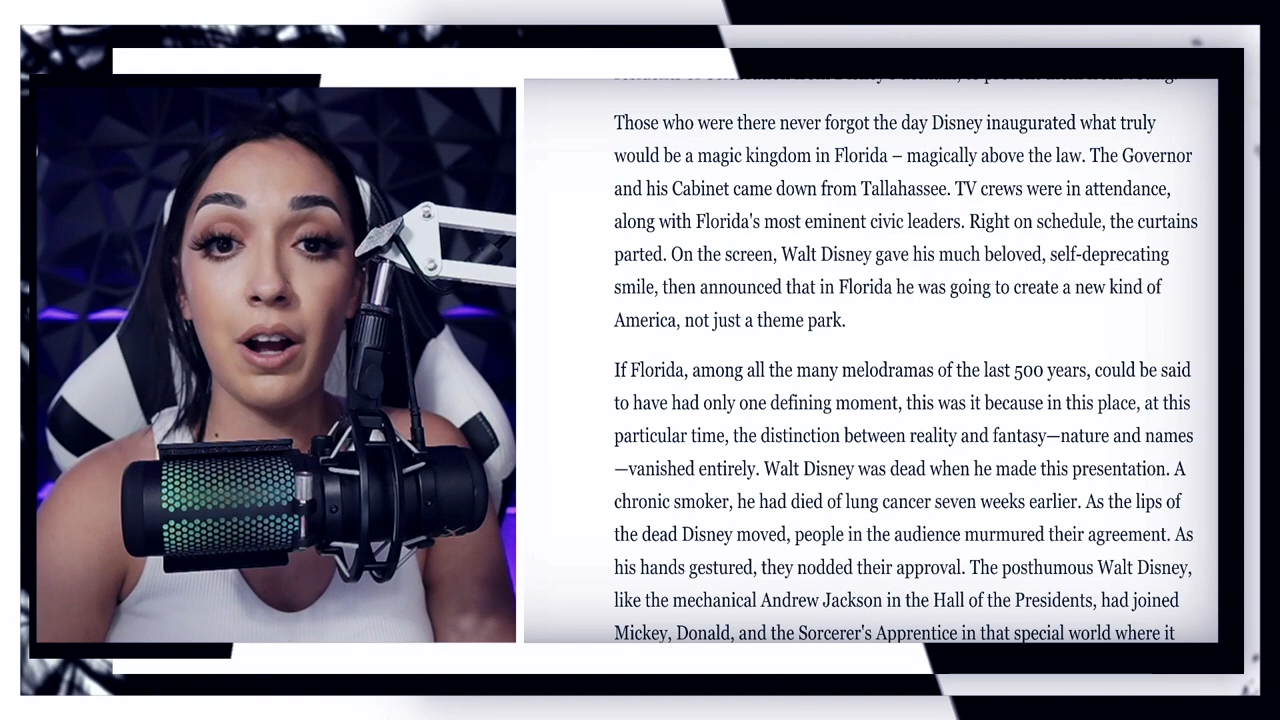 Those who were there never forgot the day Disney inaugurated what truly
would be a magic kingdom in Florida – magically above the law. The Governor
and his Cabinet came down from Tallahassee. TV crews were in attendance,
along with Florida's most eminent civic leaders. Right on schedule, the curtains
parted. On the screen, Walt Disney gave his much beloved, self-deprecating
smile, then announced that in Florida he was going to create a new kind of
America, not just a theme park.
If Florida, among all the many melodramas of the last 500 years, could be said
to have had only one defining moment, this was it because in this place, at this
particular time, the distinction between reality and fantasy—nature and names
—vanished entirely. Walt Disney was dead when he made this presentation. A
chronic smoker, he had died of lung cancer seven weeks earlier. As the lips of
the dead Disney moved, people in the audience murmured their agreement. As
his hands gestured, they nodded their approval. The posthumous Walt Disney,
like the mechanical Andrew Jackson in the Hall of the Presidents, had joined
Mickey, Donald, and the Sorcerer's Apprentice in that special world where it